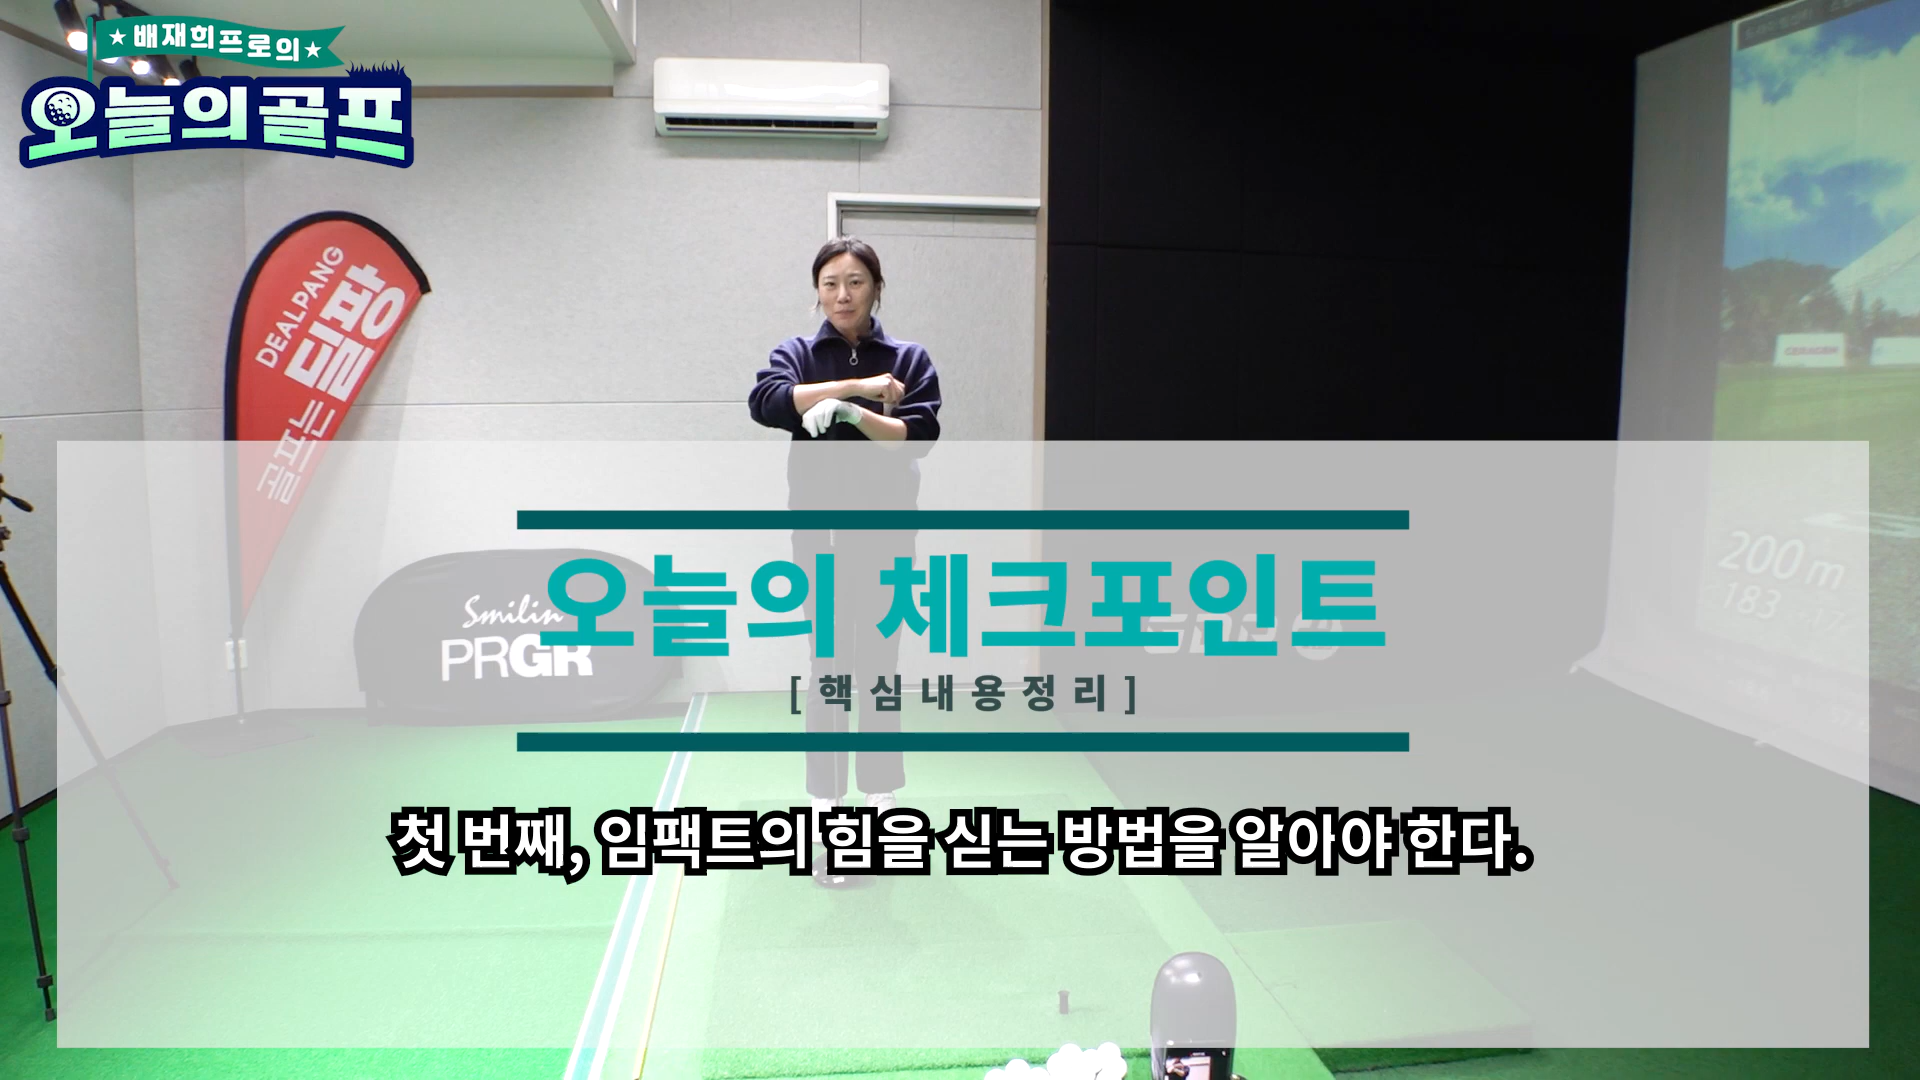 배재희프로의
오늘의골프
DEALPANG
딜팡
골프는
오늘의 체크포인트
Smilin
PRGR
[핵심내용정리]
첫 번째, 임팩트의 힘을 싣는 방법을 알아야 한다.
200 m
183